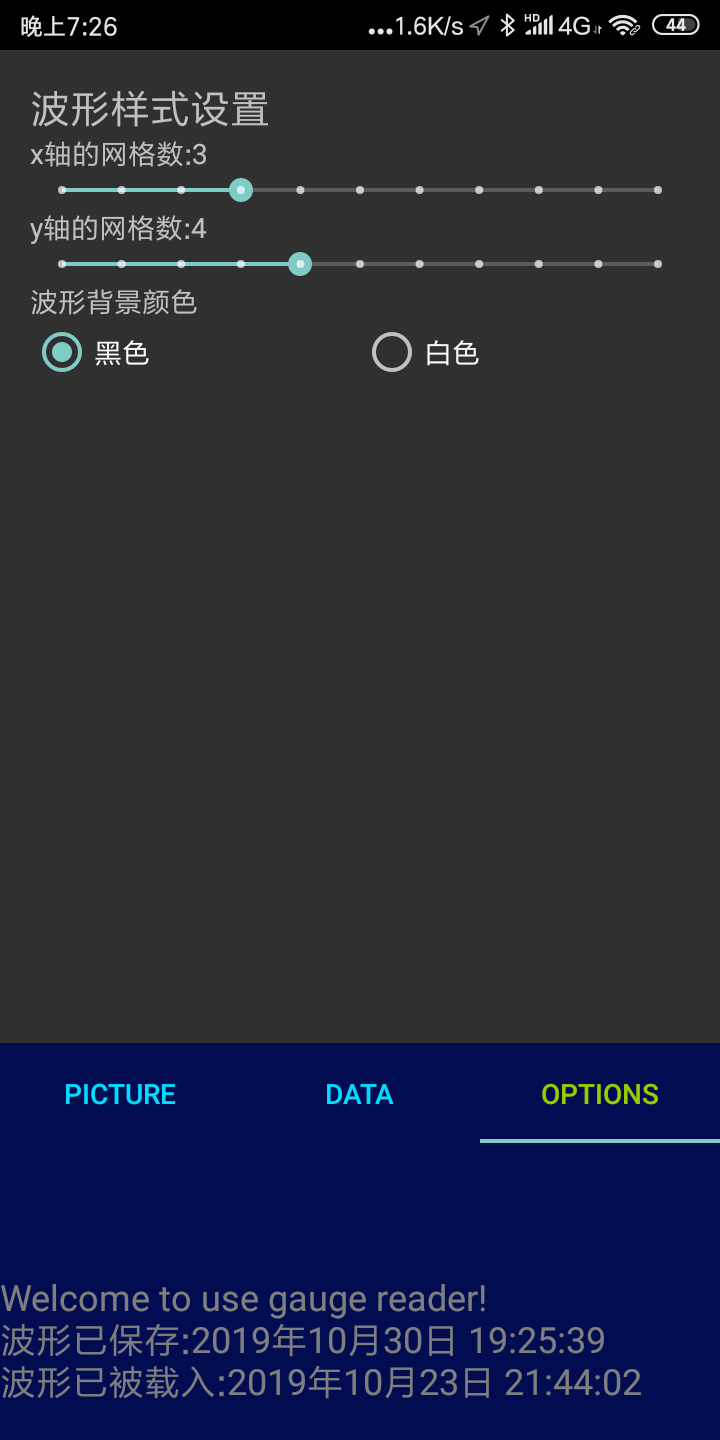 晚上7:26 ...1.6K/s HD 4G 44
波形样式设置
x轴的网格数:3
y轴的网格数:4
波形背景颜色
黑色 白色
PICTURE DATA OPTIONS
Welcome to use gauge reader!
波形已保存:2019年10月30日 19:25:39
波形已被载入:2019年10月23日 21:44:02